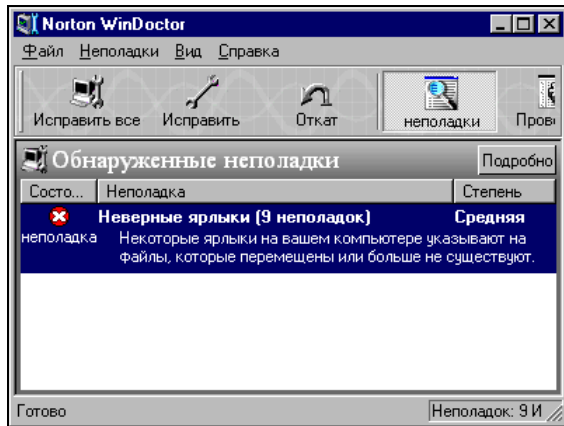 Norton WinDoctor
Файл Неполадки Вид Справка
Исправить все Исправить Откат неполадки
Обнаруженные неполадки Подробно
Состо... Неполадка Степень
Неверные ярлыки (9 неполадок) Средняя
неполадка Некоторые ярлыки на вашем компьютере указывают на
файлы, которые перемещены или больше не существуют.
Готово Неполадок: 9 И